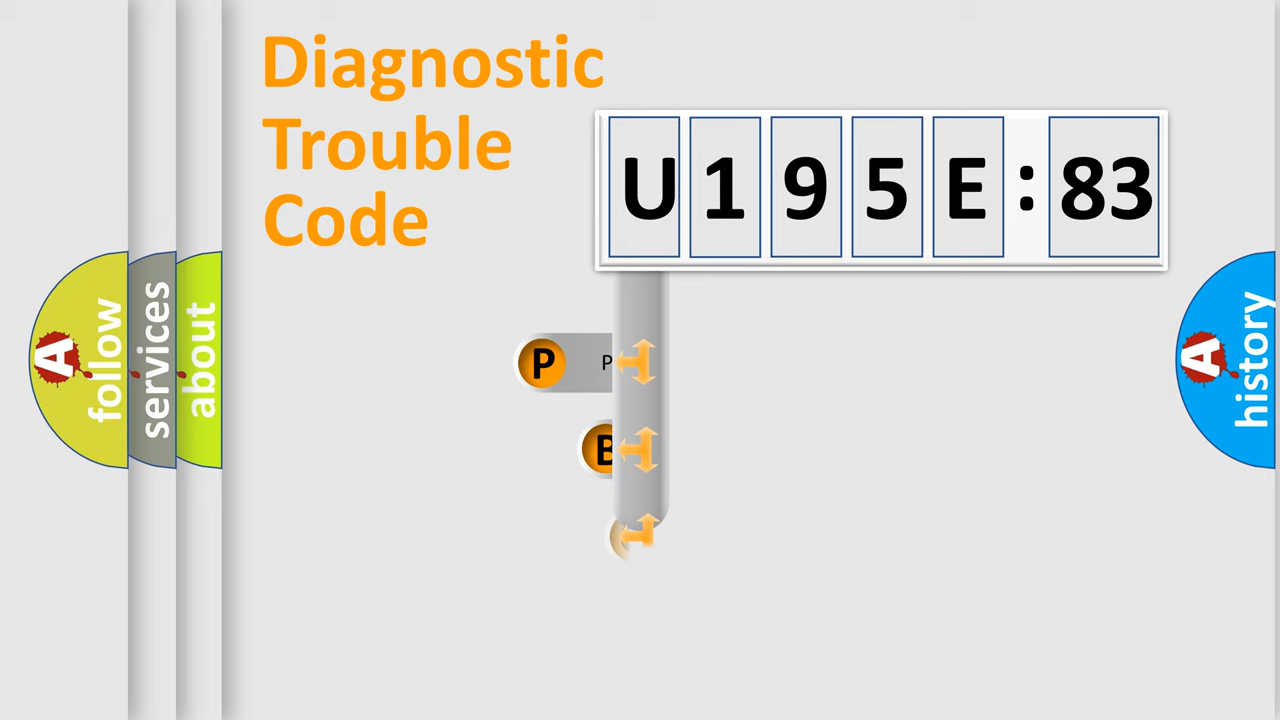 Diagnostic
Trouble
Code
U195E:83
P
P
B
A
follow
services
about
A
history